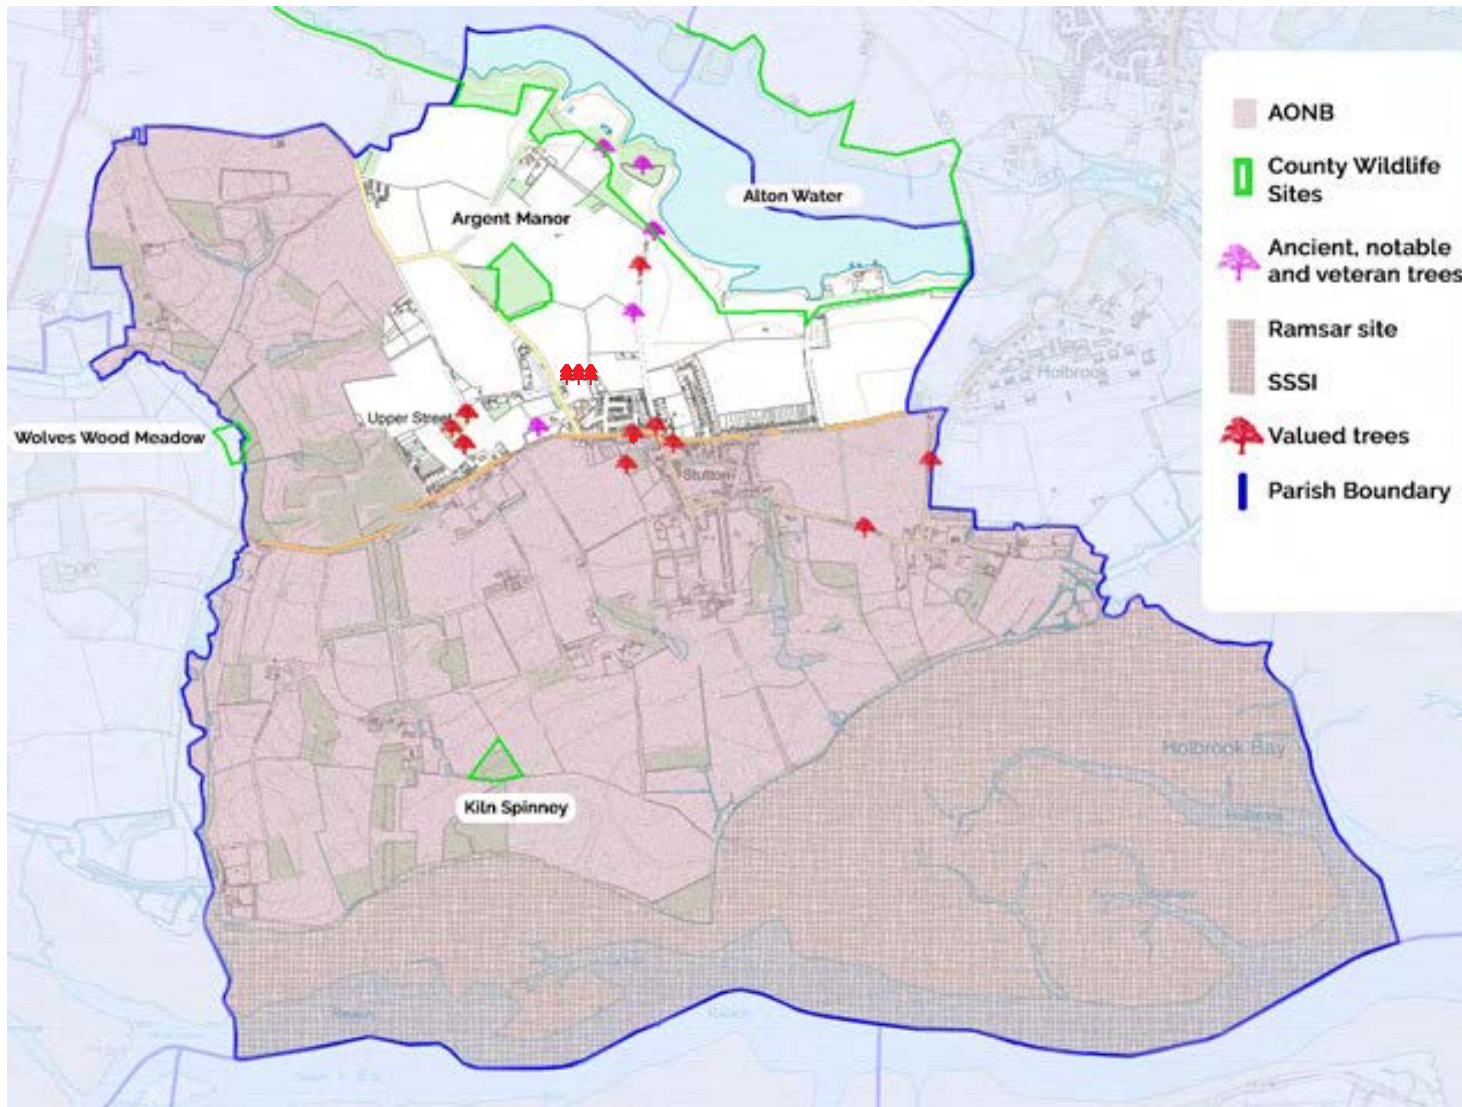 Alton Water
Argent Manor
Upper Street
Wolves Wood Meadow
Stutton
Holbrook
Holbrook Bay
Kiln Spinney
AONB
County Wildlife
Sites
Ancient, notable
and veteran trees
Ramsar site
SSSI
Valued trees
Parish Boundary